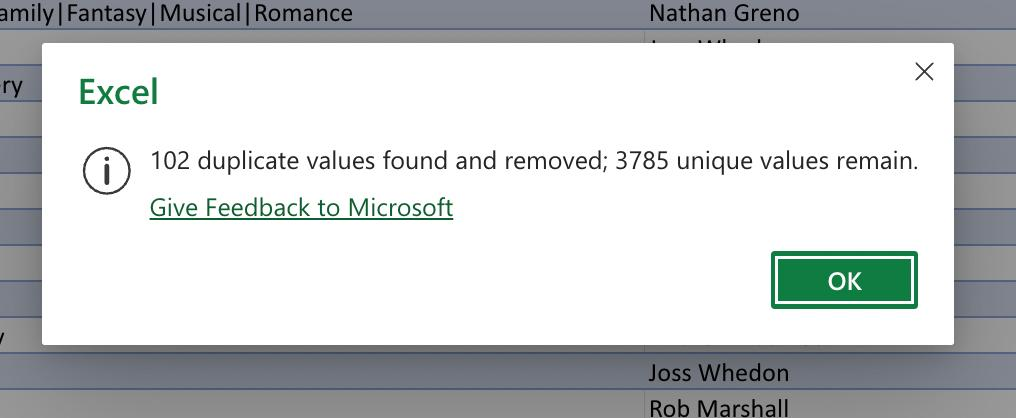 amily|Fantasy|Musical|Romance Nathan Greno
ry
Excel
102 duplicate values found and removed; 3785 unique values remain.
Give Feedback to Microsoft
OK
Joss Whedon
Rob Marshall